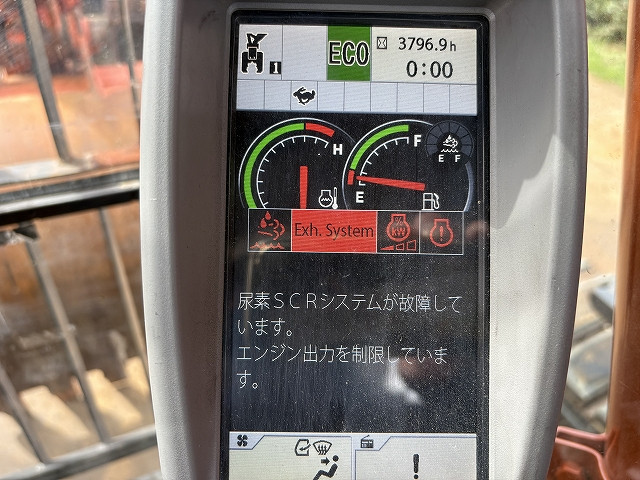 1
ECO
3796.9h
0:00
H
F
E
E F
Exh. System
尿素SCRシステムが故障して
います。
エンジン出力を制限していま
す。